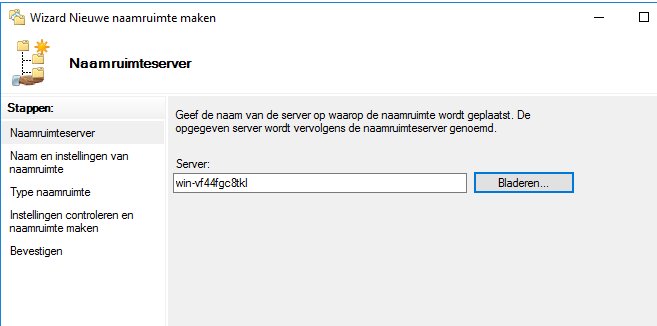 Wizard Nieuwe naamruimte maken
Naamruimteserver
Stappen:
Naamruimteserver
Naam en instellingen van
naamruimte
Type naamruimte
Instellingen controleren en
naamruimte maken
Bevestigen
Geef de naam van de server op waarop de naamruimte wordt geplaatst. De
opgegeven server wordt vervolgens de naamruimteserver genoemd.
Server:
win-vf44fgc8tkl
Bladeren...